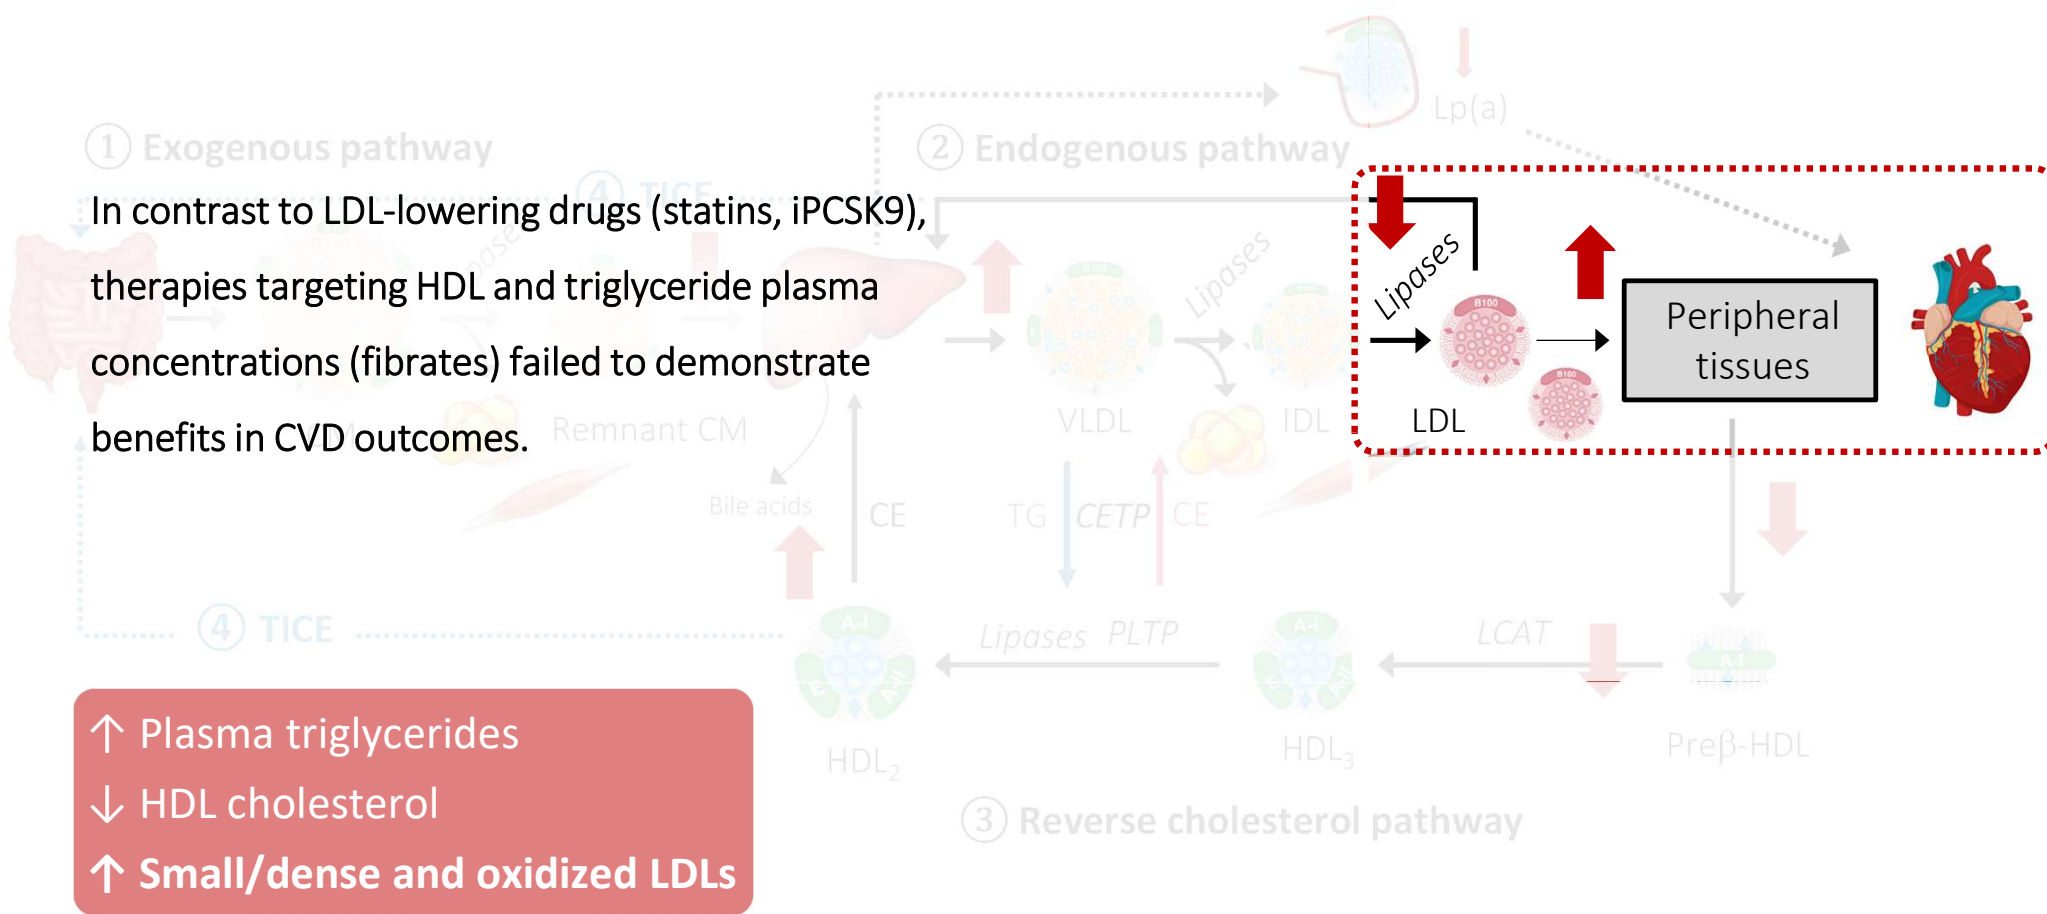 Lp(a)
① Exogenous pathway
② Endogenous pathway
④ TICE
In contrast to LDL-lowering drugs (statins, iPCSK9),
therapies targeting HDL and triglyceride plasma
concentrations (fibrates) failed to demonstrate
benefits in CVD outcomes.
Lipases
Lipases
B100
B100
Peripheral
tissues
Remnant CM
VLDL
IDL
LDL
Bile acids
CE
TG
CETP
CE
④ TICE
A-I
E
A-II
Lipases
PLTP
A-I
LCAT
A-I
HDL2
HDL3
Preβ-HDL
③ Reverse cholesterol pathway
↑ Plasma triglycerides
↓ HDL cholesterol
↑ Small/dense and oxidized LDLs